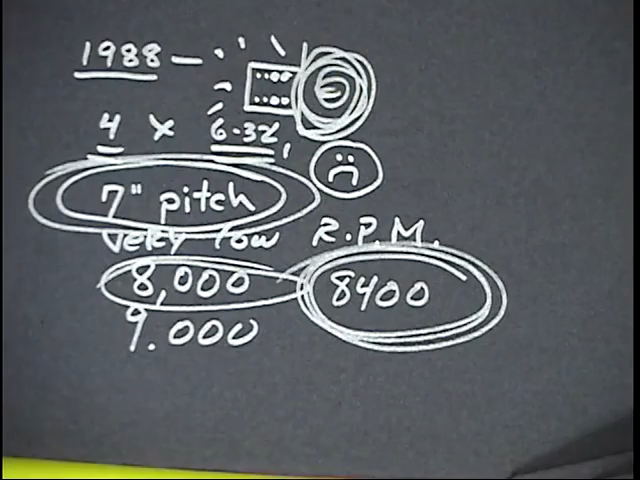 1988 —
4 x 6-32,
7" pitch
very low R.P.M.
8,000 8400
9.000